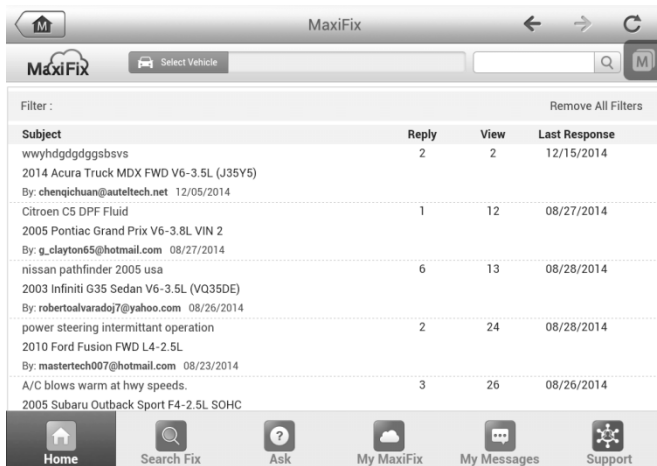 M
MaxiFix
MaxiFix
Select Vehicle
M
Filter :
Remove All Filters
Subject Reply View Last Response
wwyhdgdgdggsbsvs 2 2 12/15/2014
2014 Acura Truck MDX FWD V6-3.5L (J35Y5)
By: chenqichuan@auteltech.net 12/05/2014
Citroen C5 DPF Fluid 1 12 08/27/2014
2005 Pontiac Grand Prix V6-3.8L VIN 2
By: g_clayton65@hotmail.com 08/27/2014
nissan pathfinder 2005 usa 6 13 08/28/2014
2003 Infiniti G35 Sedan V6-3.5L (VQ35DE)
By: robertoalvaradoj7@yahoo.com 08/26/2014
power steering intermittant operation 2 24 08/28/2014
2010 Ford Fusion FWD L4-2.5L
By: mastertech007@hotmail.com 08/23/2014
A/C blows warm at hwy speeds. 3 26 08/26/2014
2005 Subaru Outback Sport F4-2.5L SOHC
Home Search Fix Ask My MaxiFix My Messages Support